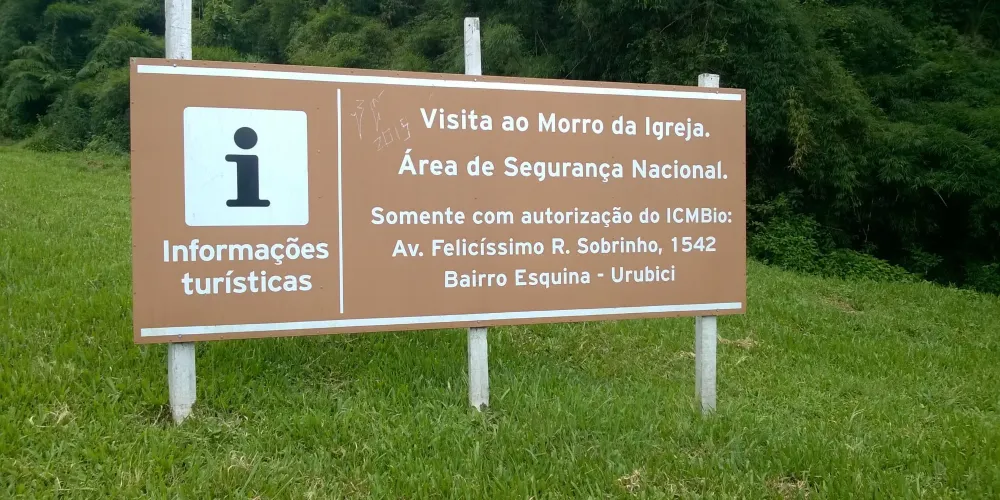 i
Informações
turísticas
2015
Visita ao Morro da Igreja.
Área de Segurança Nacional.
Somente com autorização do ICMBio:
Av. Felicíssimo R. Sobrinho, 1542
Bairro Esquina - Urubici